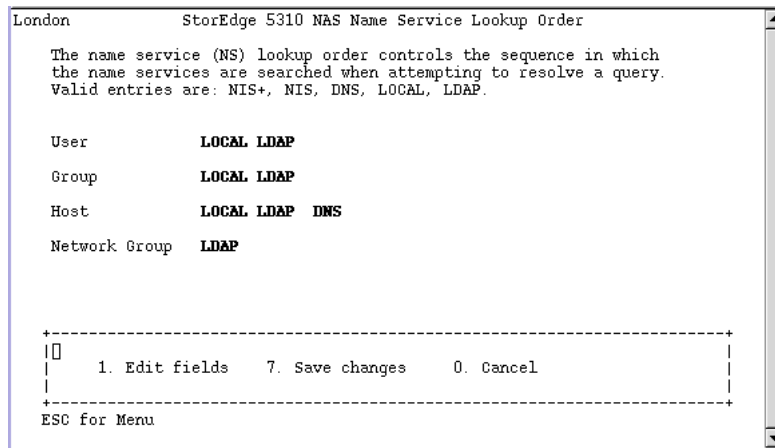 London StorEdge 5310 NAS Name Service Lookup Order
The name service (NS) lookup order controls the sequence in which
the name services are searched when attempting to resolve a query.
Valid entries are: NIS+, NIS, DNS, LOCAL, LDAP.
User LOCAL LDAP
Group LOCAL LDAP
Host LOCAL LDAP DNS
Network Group LDAP
1. Edit fields 7. Save changes 0. Cancel
ESC for Menu